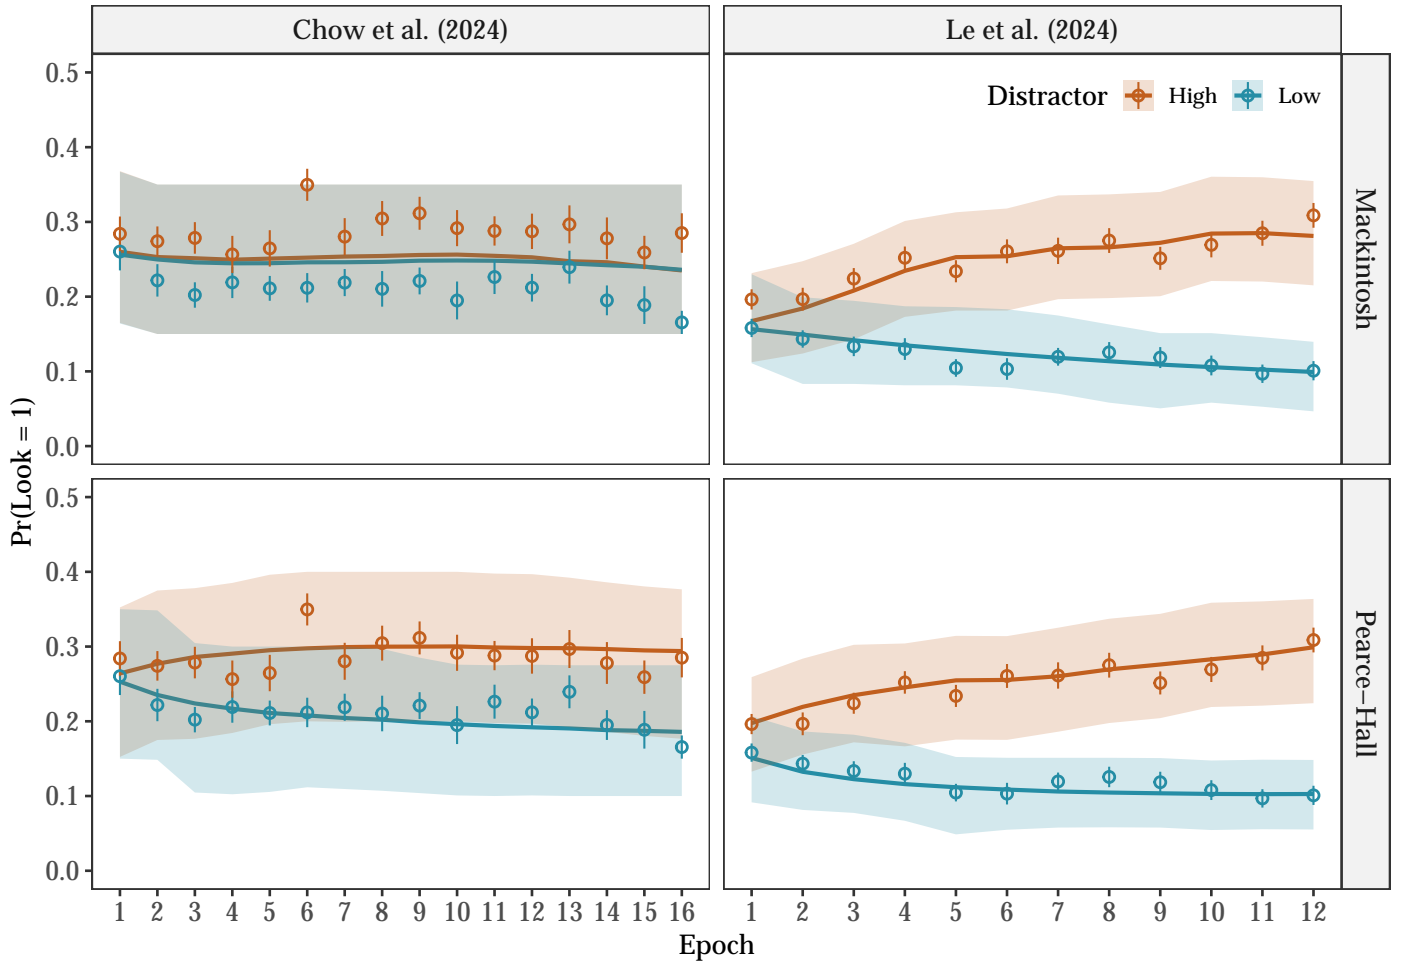 Chow et al. (2024)
Le et al. (2024)
Distractor High Low
Mackintosh
Pearce−Hall
Pr(Look = 1)
0.5
0.4
0.3
0.2
0.1
0.0
0.5
0.4
0.3
0.2
0.1
0.0
1 2 3 4 5 6 7 8 9 10 11 12 13 14 15 16
1 2 3 4 5 6 7 8 9 10 11 12
Epoch